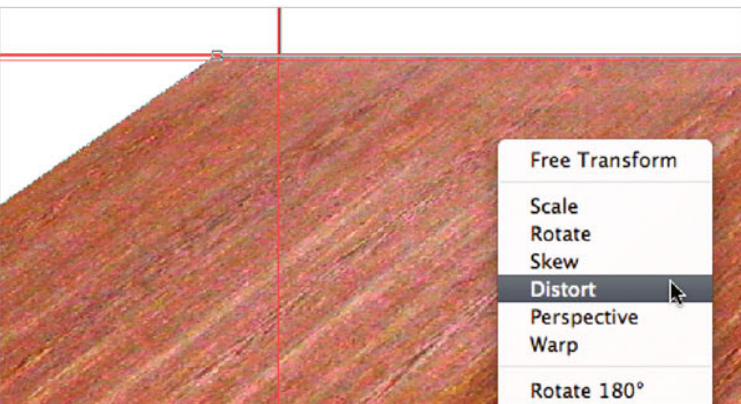 Free Transform
Scale
Rotate
Skew
Distort
Perspective
Warp
Rotate 180°